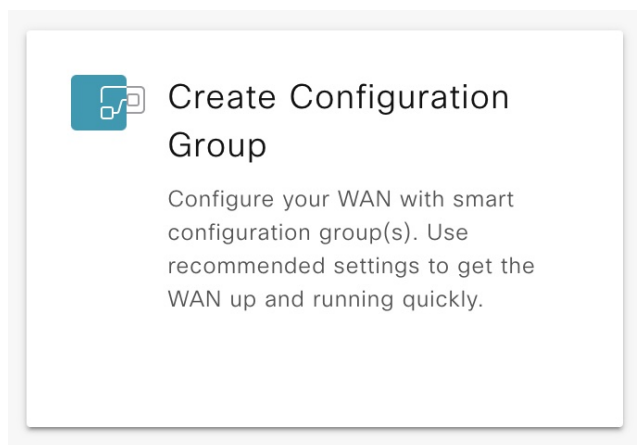 Create Configuration
Group
Configure your WAN with smart
configuration group(s). Use
recommended settings to get the
WAN up and running quickly.